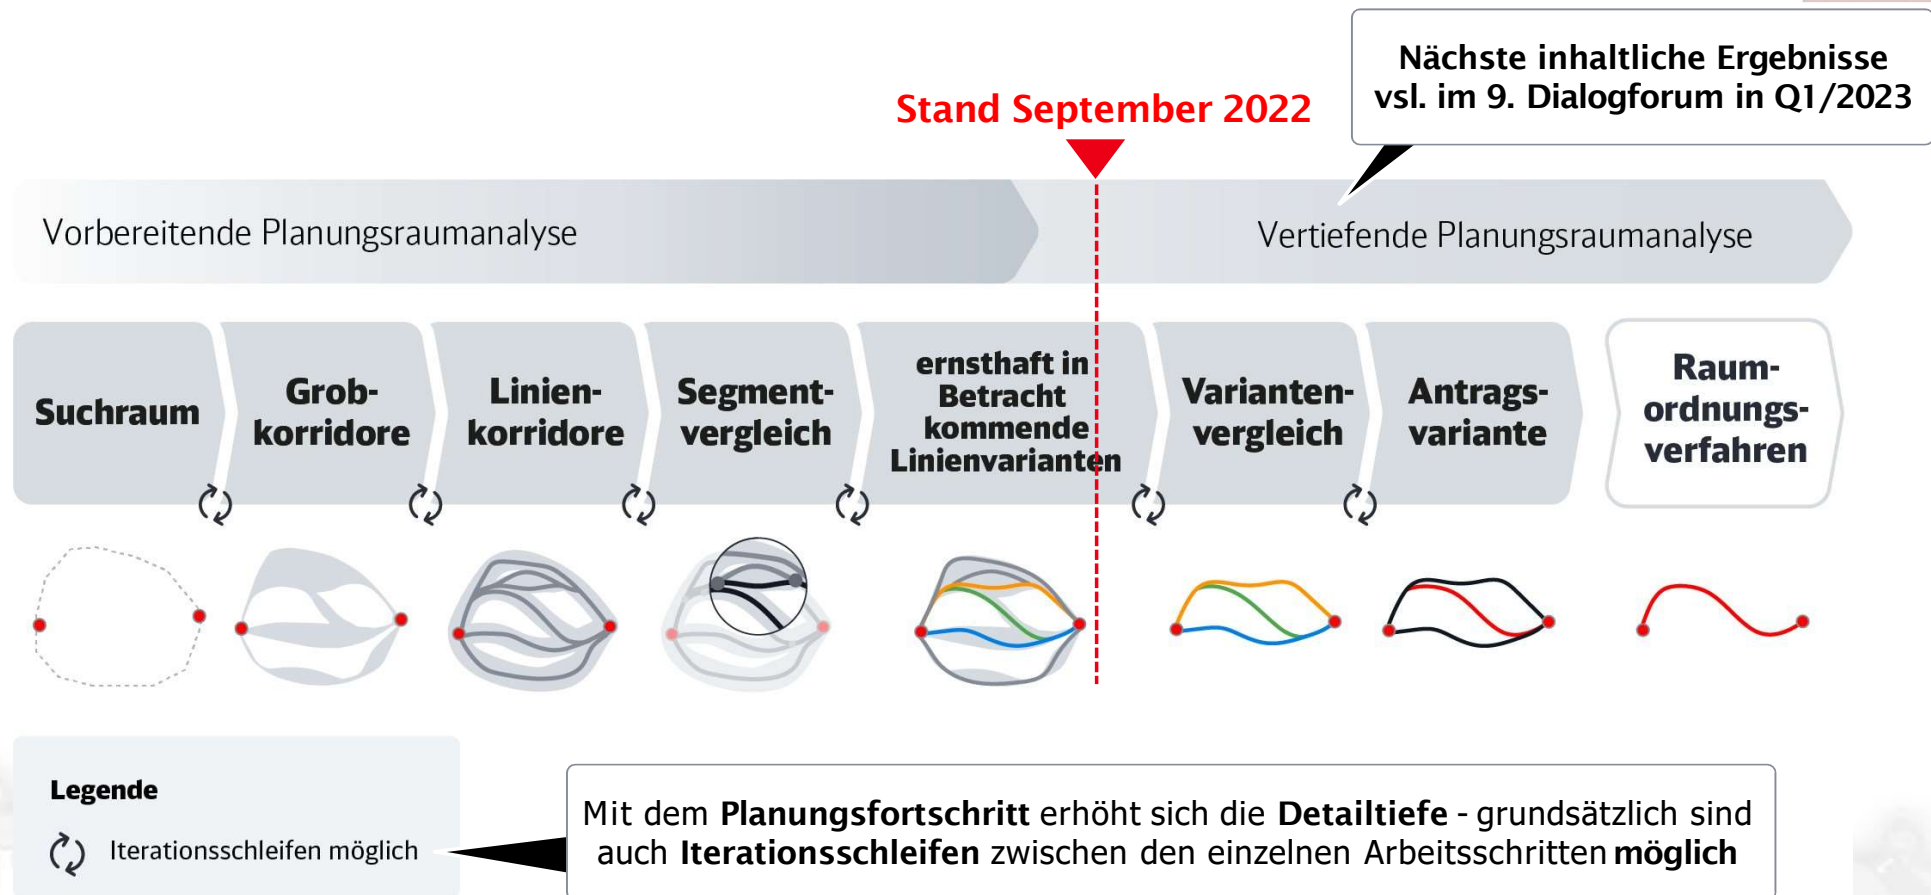 Nächste inhaltliche Ergebnisse
vsl. im 9. Dialogforum in Q1/2023
Stand September 2022
Vorbereitende Planungsraumanalyse
Vertiefende Planungsraumanalyse
Suchraum
Grob-
korridore
Linien-
korridore
Segment-
vergleich
ernsthaft in
Betracht
kommende
Linienvarianten
Varianten-
vergleich
Antrags-
variante
Raum-
ordnungs-
verfahren
Legende
Iterationsschleifen möglich
Mit dem Planungsfortschritt erhöht sich die Detailtiefe - grundsätzlich sind
auch Iterationsschleifen zwischen den einzelnen Arbeitsschritten möglich